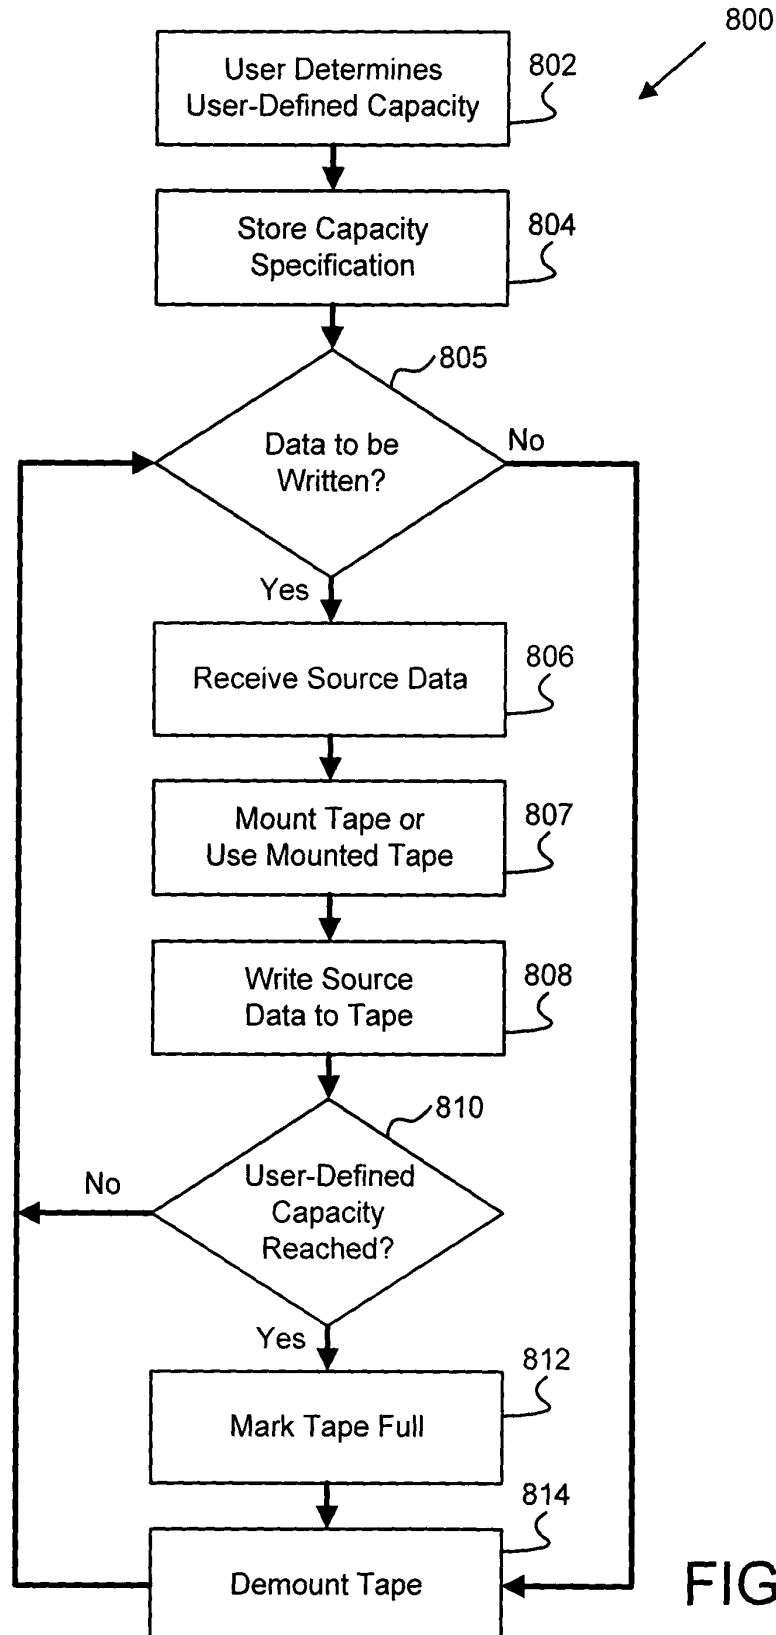 800
User Determines
User-Defined Capacity
802
Store Capacity
Specification
804
805
Data to be
Written?
No
Yes
Receive Source Data
806
Mount Tape or
Use Mounted Tape
807
Write Source
Data to Tape
808
810
User-Defined
Capacity
Reached?
No
Yes
Mark Tape Full
812
814
Demount Tape
FIG